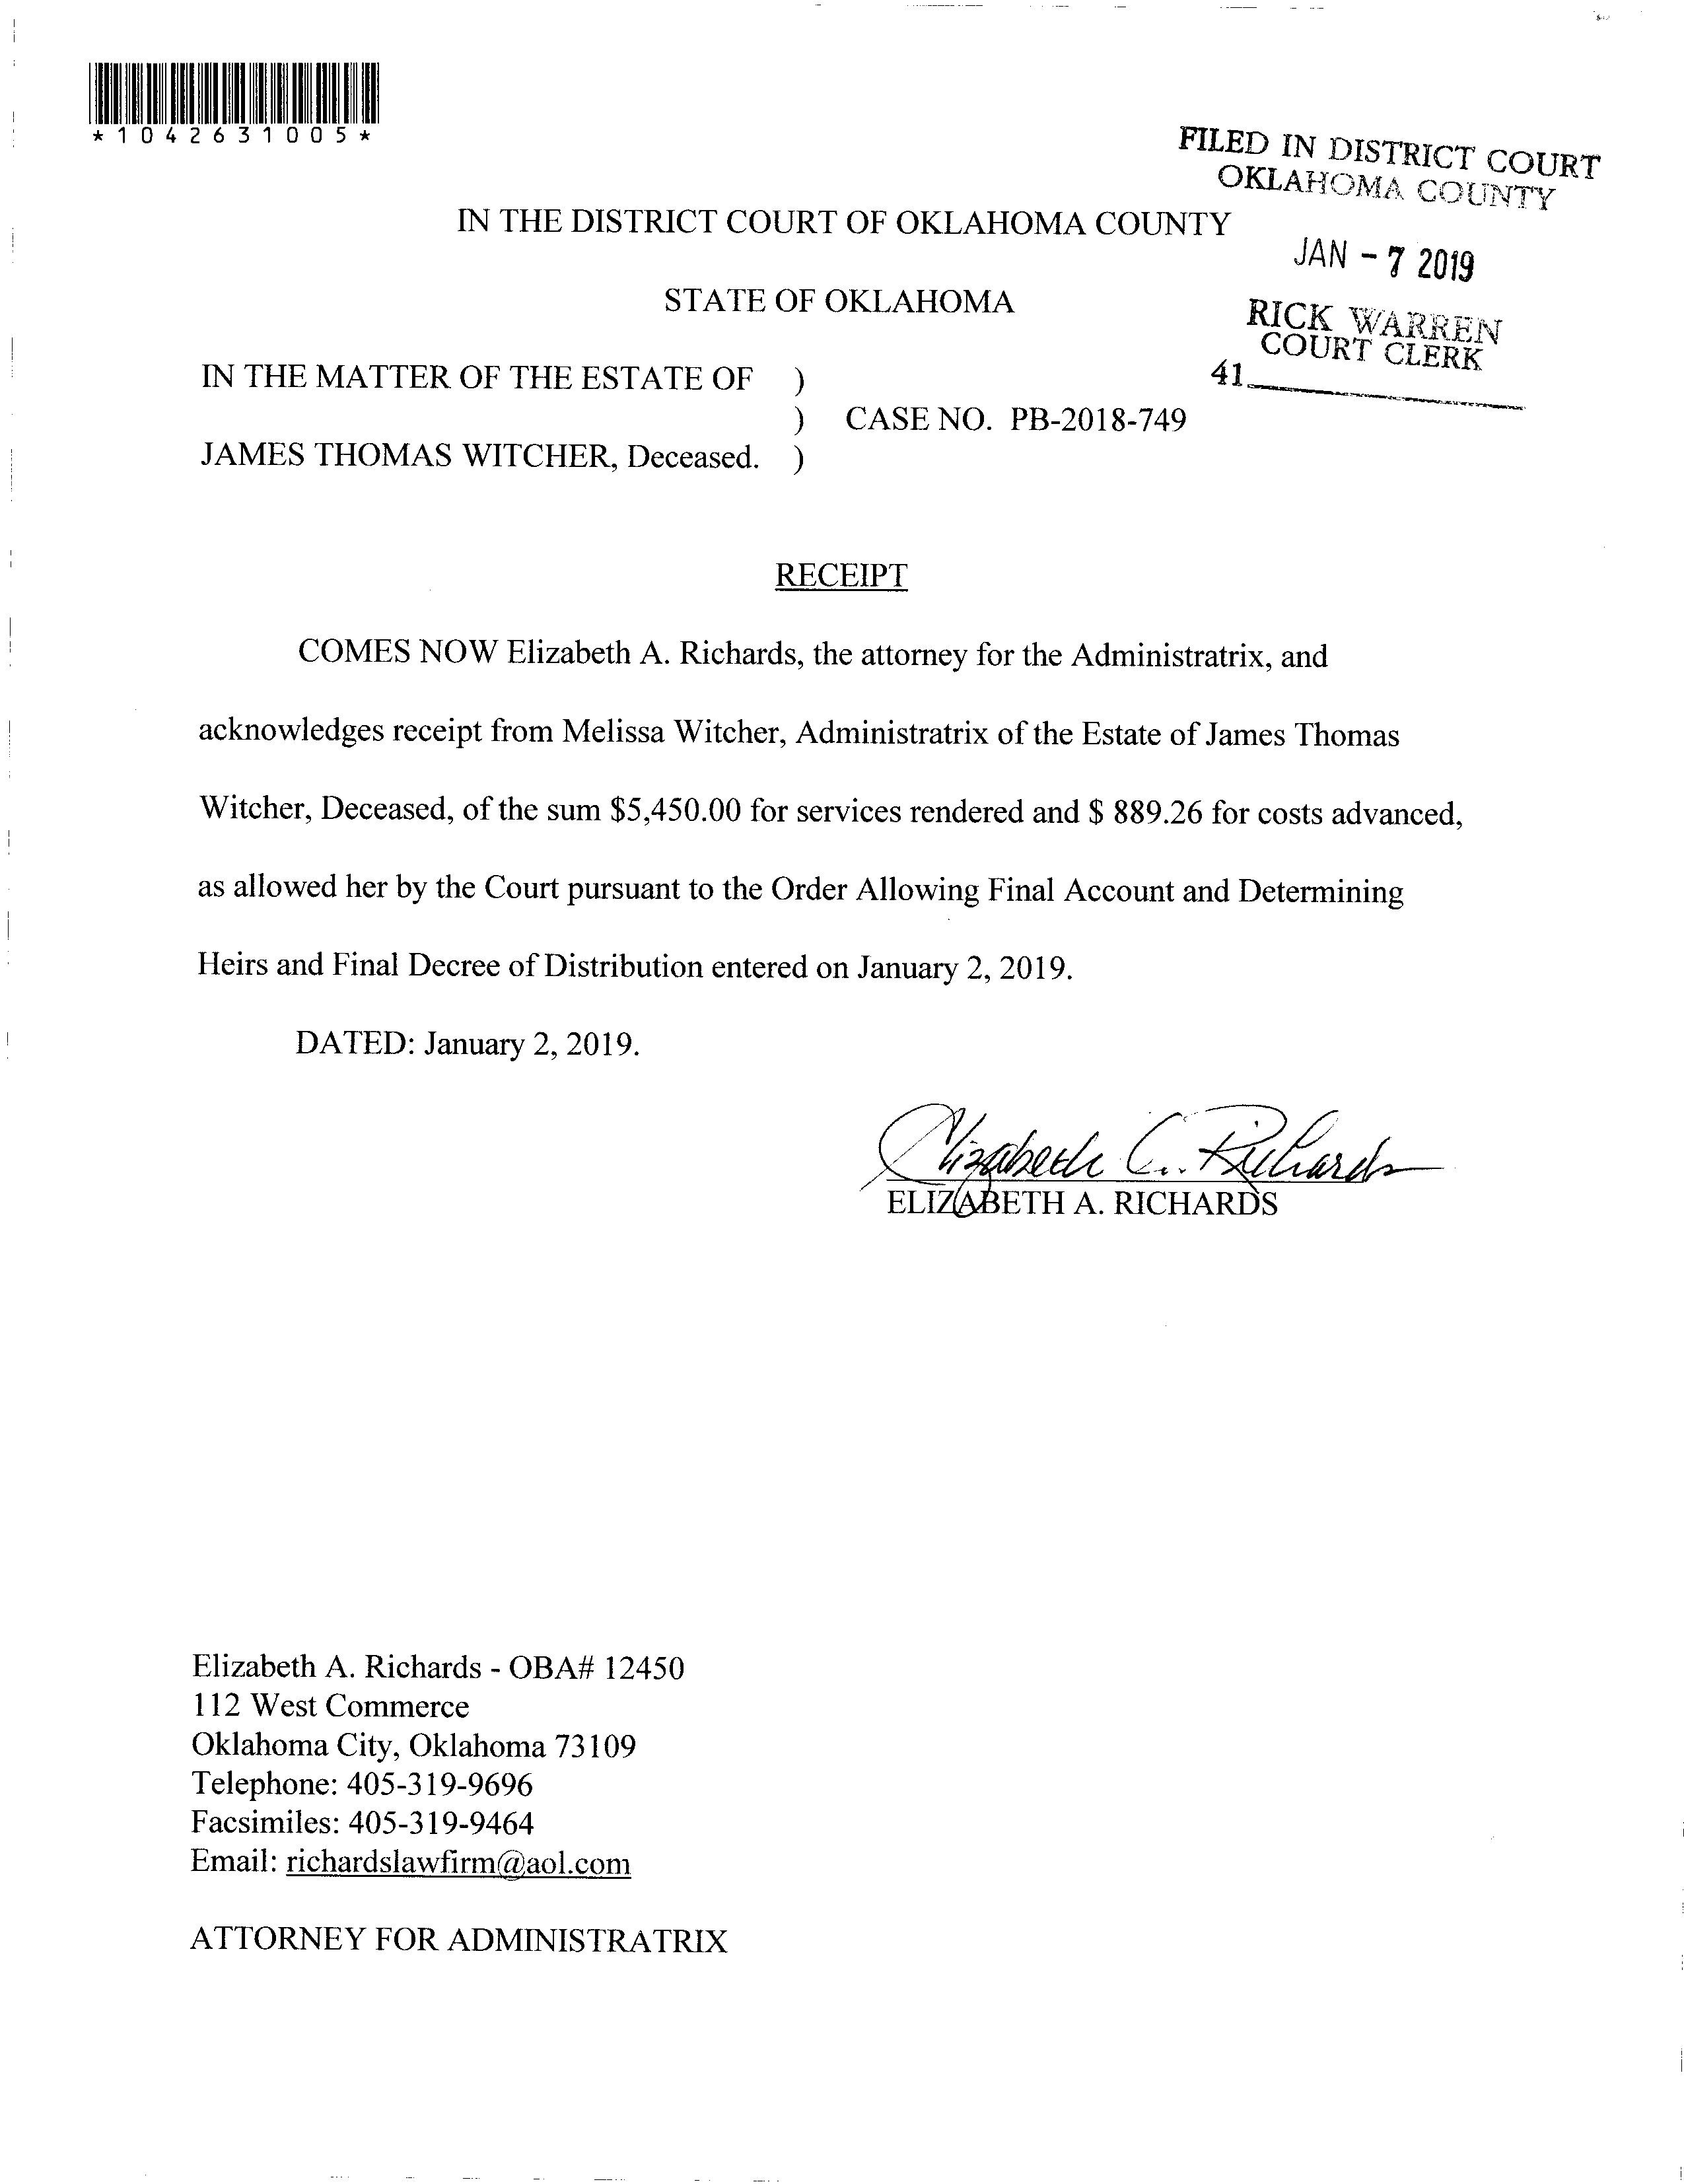 *1042631005*
FILED IN DISTRICT COURT
OKLAHOMA COUNTY
JAN - 7 2019
RICK WARREN
COURT CLERK
41
IN THE DISTRICT COURT OF OKLAHOMA COUNTY
STATE OF OKLAHOMA
IN THE MATTER OF THE ESTATE OF )
) CASE NO. PB-2018-749
JAMES THOMAS WITCHER, Deceased. )
RECEIPT
COMES NOW Elizabeth A. Richards, the attorney for the Administratrix, and
acknowledges receipt from Melissa Witcher, Administratrix of the Estate of James Thomas
Witcher, Deceased, of the sum $5,450.00 for services rendered and $ 889.26 for costs advanced,
as allowed her by the Court pursuant to the Order Allowing Final Account and Determining
Heirs and Final Decree of Distribution entered on January 2, 2019.
DATED: January 2, 2019.
Elizabeth A. Richards
ELIZABETH A. RICHARDS
Elizabeth A. Richards - OBA# 12450
112 West Commerce
Oklahoma City, Oklahoma 73109
Telephone: 405-319-9696
Facsimiles: 405-319-9464
Email: richardslawfirm@aol.com
ATTORNEY FOR ADMINISTRATRIX